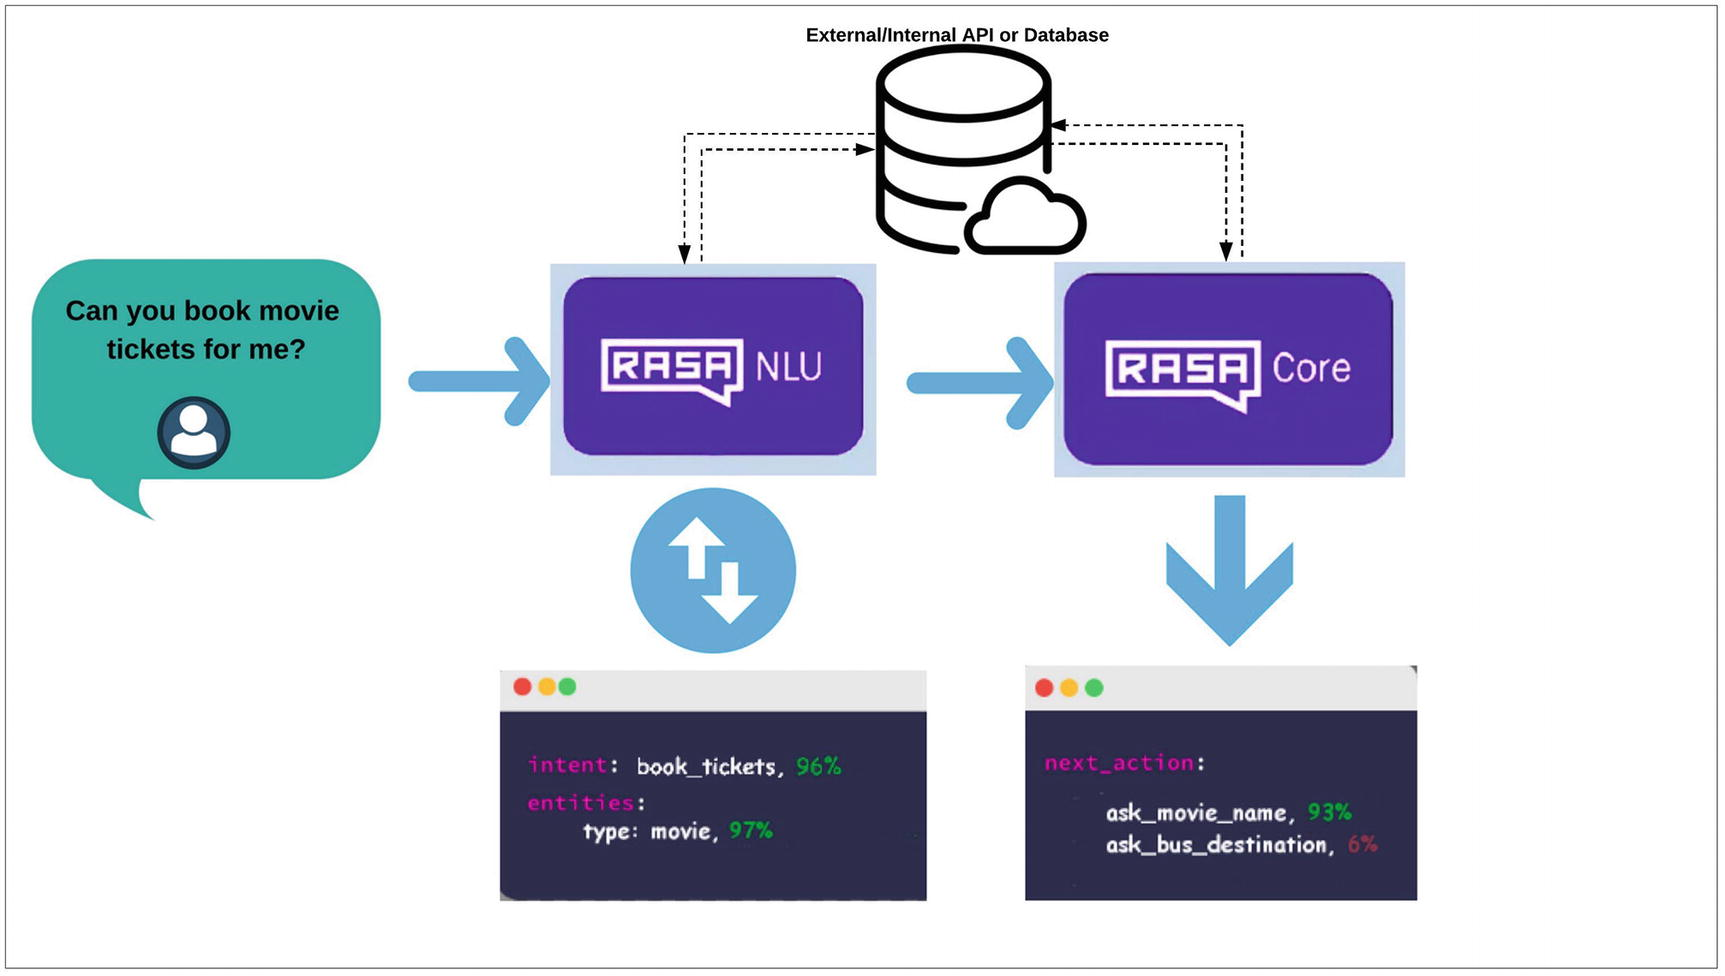 External/Internal API or Database
Can you book movie
tickets for me?
RASA NLU
RASA Core
intent: book_tickets, 96%
entities:
type: movie, 97%
next_action:
ask_movie_name, 93%
ask_bus_destination, 6%